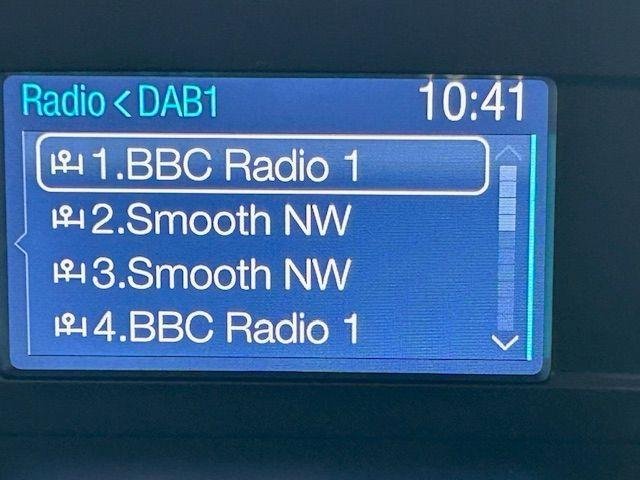 Radio < DAB1
10:41
1.BBC Radio 1
2.Smooth NW
3.Smooth NW
4.BBC Radio 1